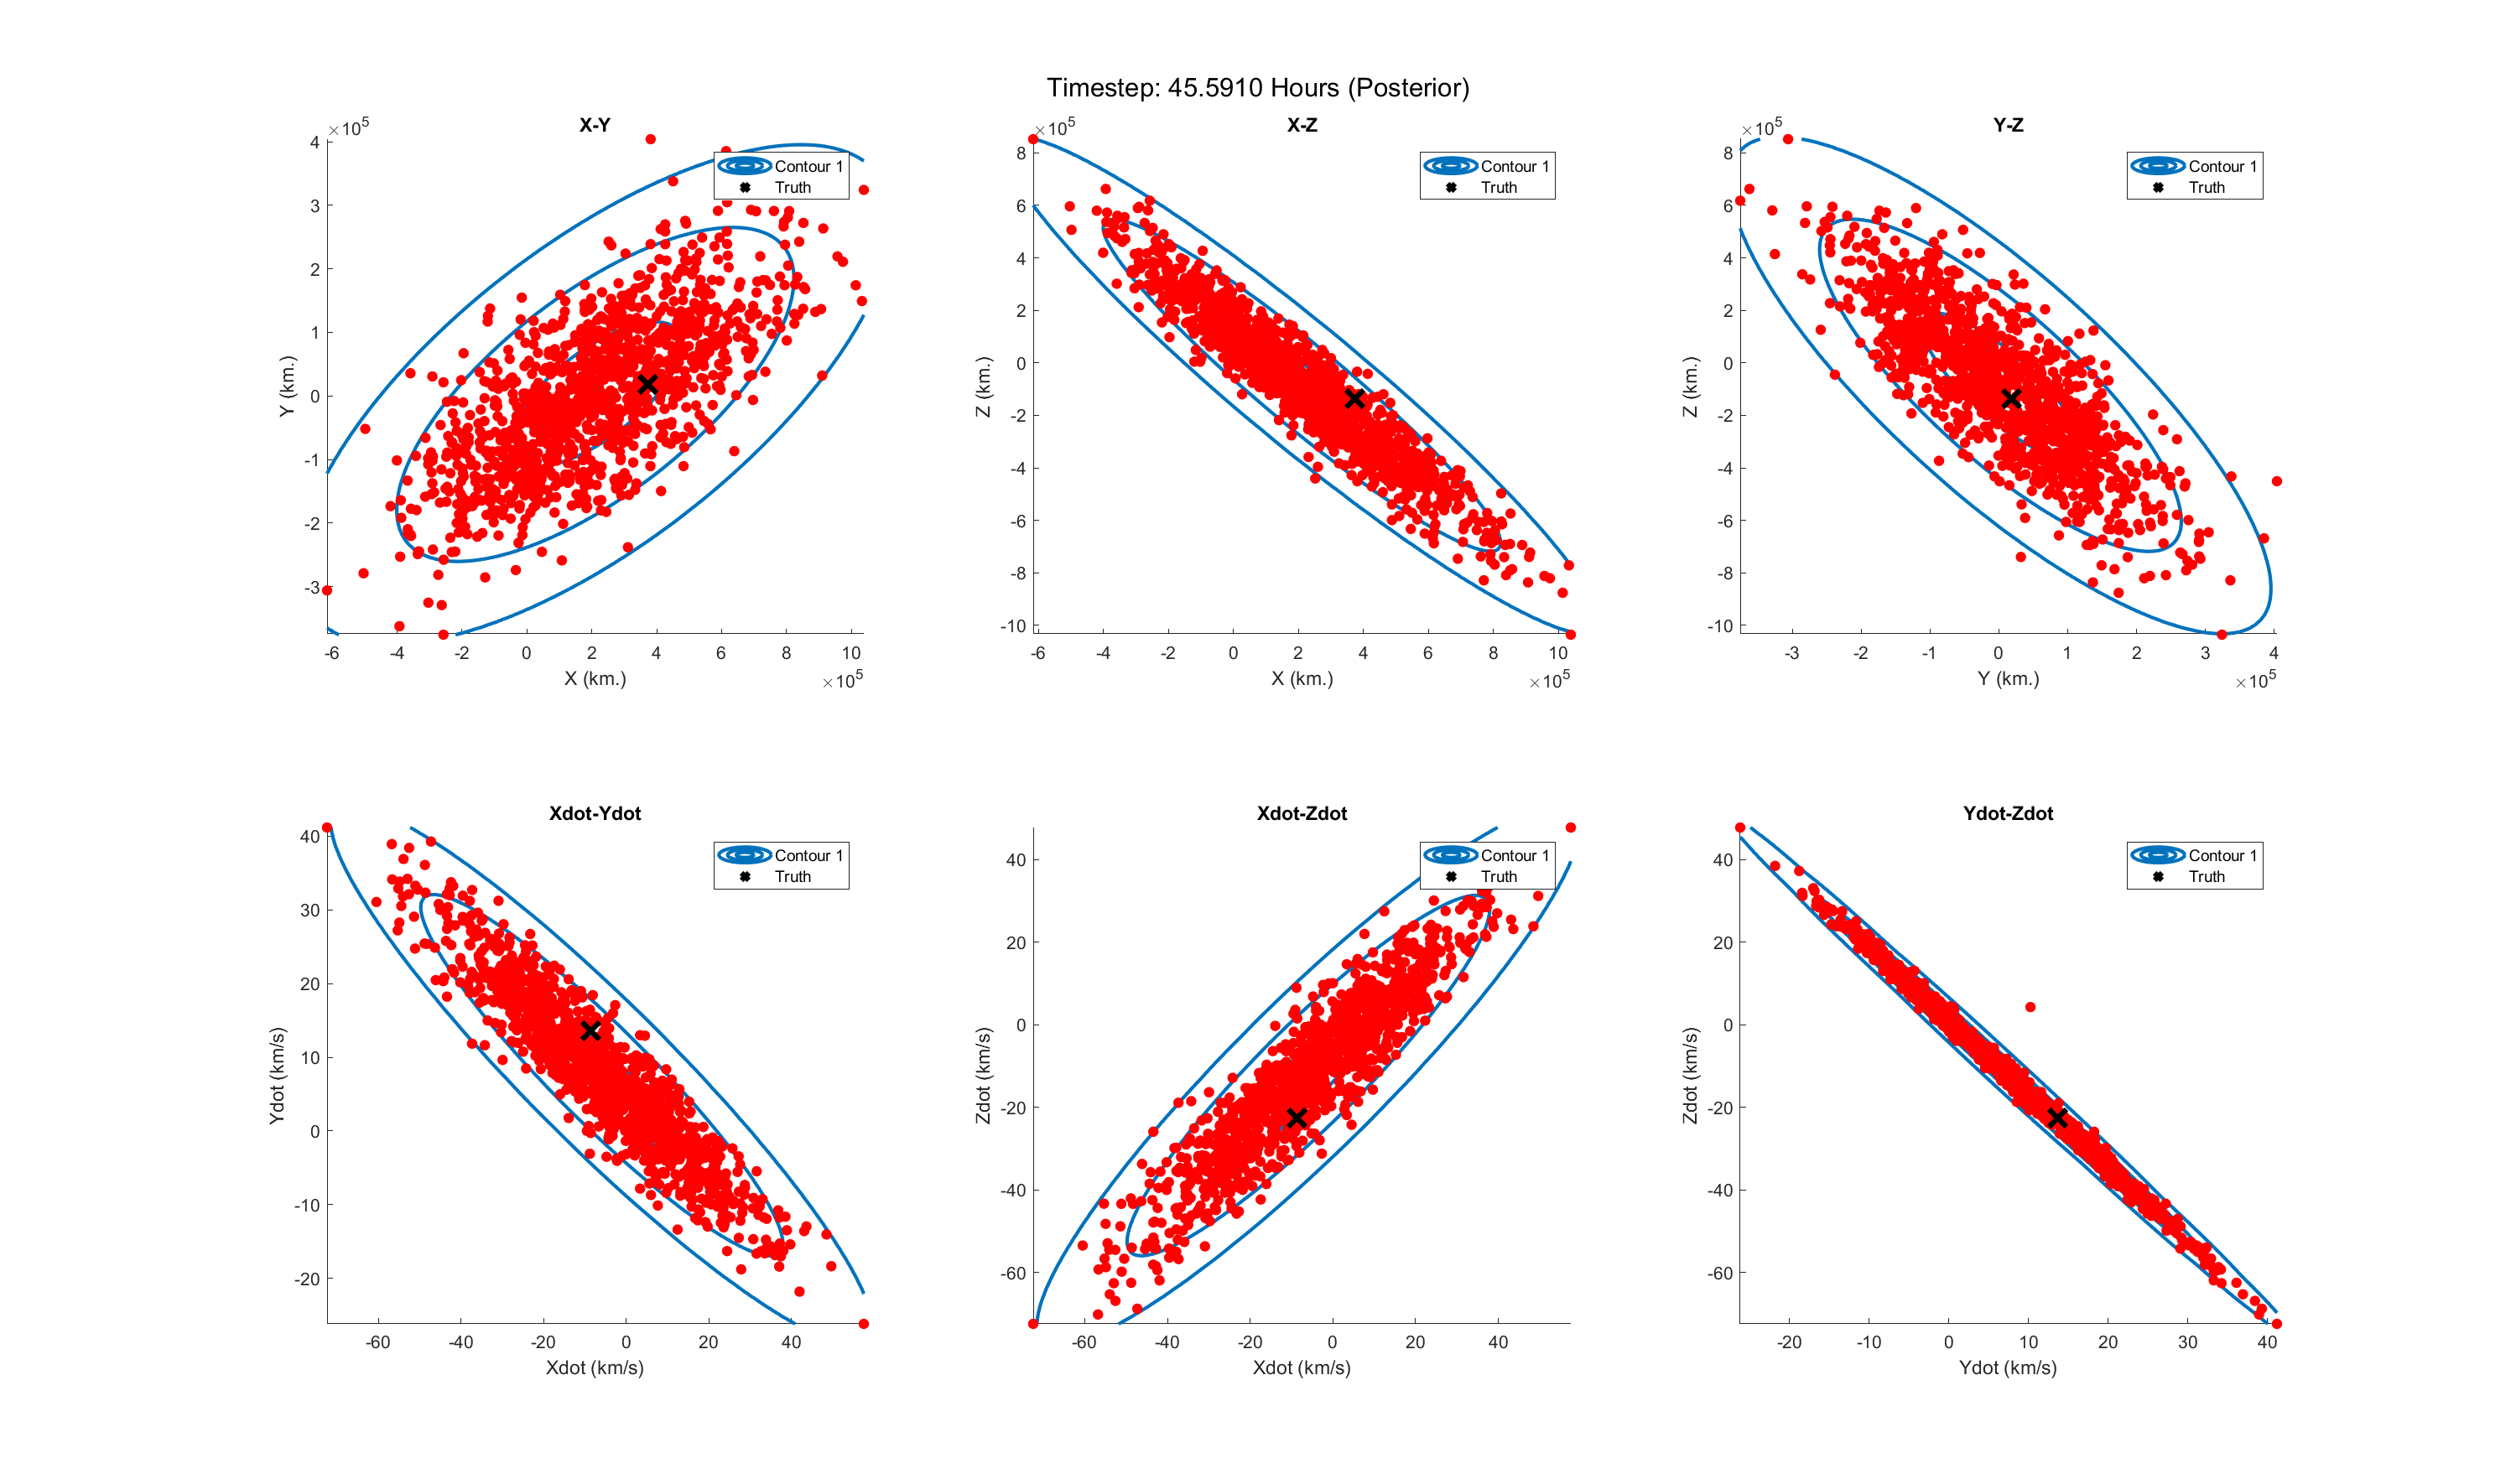 Timestep: 45.5910 Hours (Posterior)
X-Y
×10^5
4
3
2
1
0
-1
-2
-3
Y (km.)
-6 -4 -2 0 2 4 6 8 10
X (km.)
×10^5
Contour 1
Truth
X-Z
×10^5
8
6
4
2
0
-2
-4
-6
-8
-10
Z (km.)
-6 -4 -2 0 2 4 6 8 10
X (km.)
×10^5
Contour 1
Truth
Y-Z
×10^5
8
6
4
2
0
-2
-4
-6
-8
-10
Z (km.)
-3 -2 -1 0 1 2 3 4
Y (km.)
×10^5
Contour 1
Truth
Xdot-Ydot
40
30
20
10
0
-10
-20
Ydot (km/s)
-60 -40 -20 0 20 40
Xdot (km/s)
Contour 1
Truth
Xdot-Zdot
40
20
0
-20
-40
-60
Zdot (km/s)
-60 -40 -20 0 20 40
Xdot (km/s)
Contour 1
Truth
Ydot-Zdot
40
20
0
-20
-40
-60
Zdot (km/s)
-20 -10 0 10 20 30 40
Ydot (km/s)
Contour 1
Truth